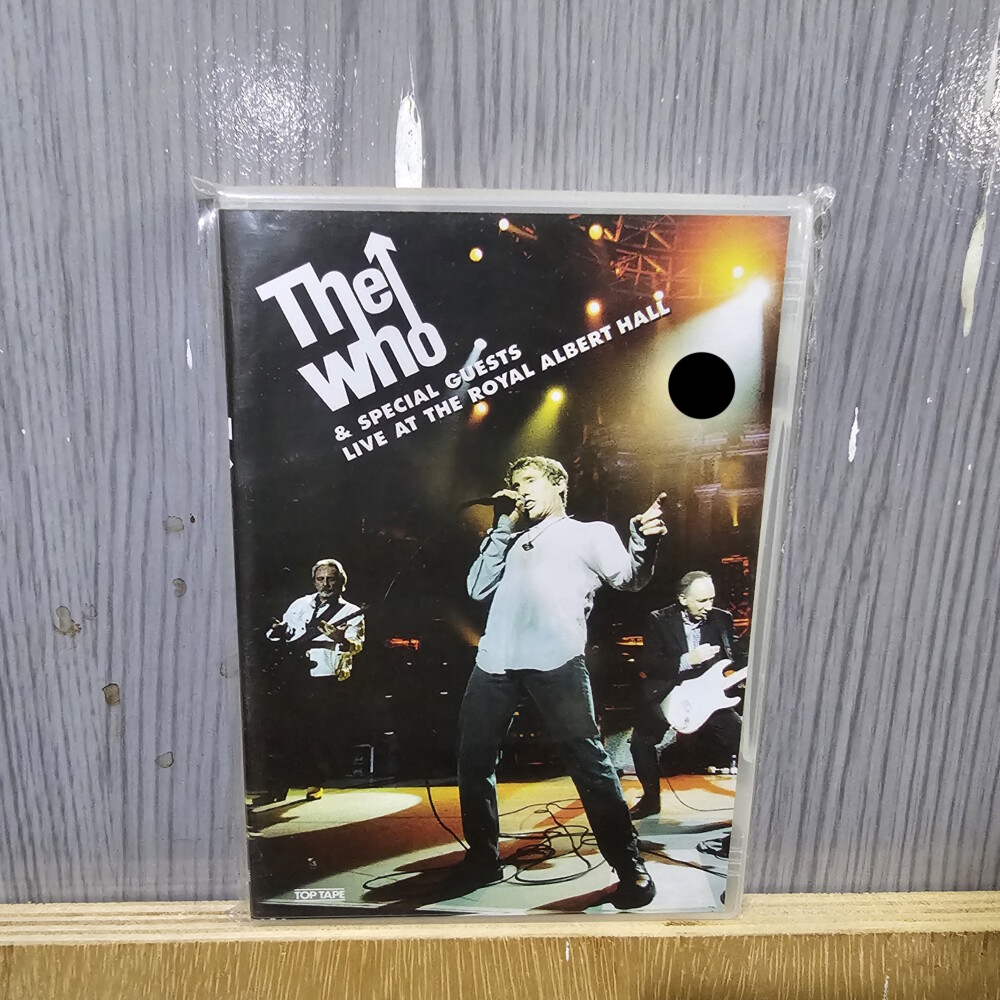 The
Who
& SPECIAL GUESTS
LIVE AT THE ROYAL ALBERT HALL
TOP TAPE